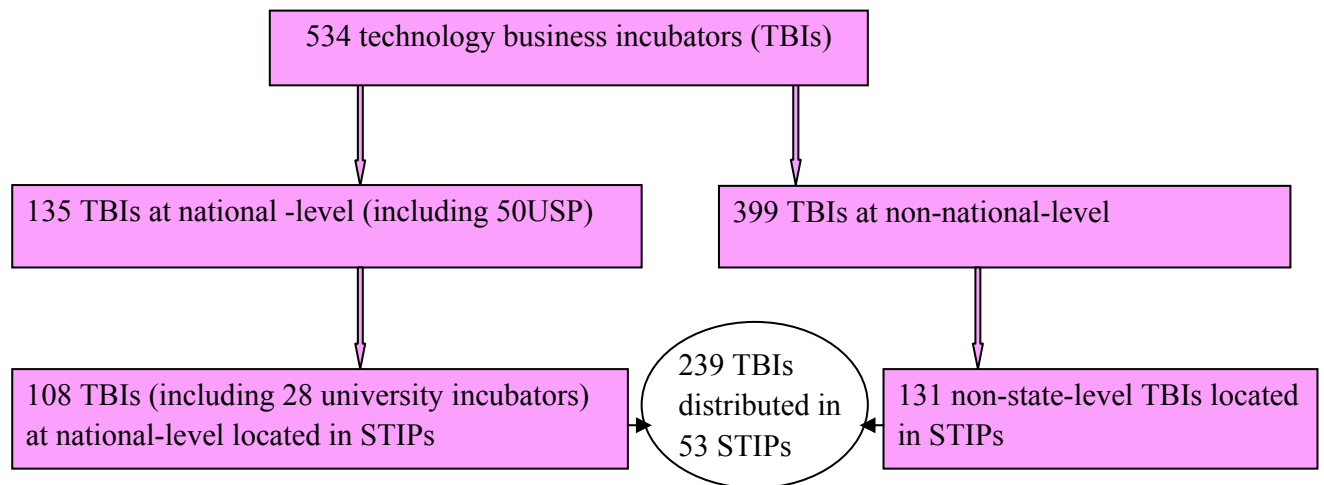 534 technology business incubators (TBIs)
135 TBIs at national -level (including 50USP)
399 TBIs at non-national-level
108 TBIs (including 28 university incubators)
at national-level located in STIPs
239 TBIs
distributed in
53 STIPs
131 non-state-level TBIs located
in STIPs